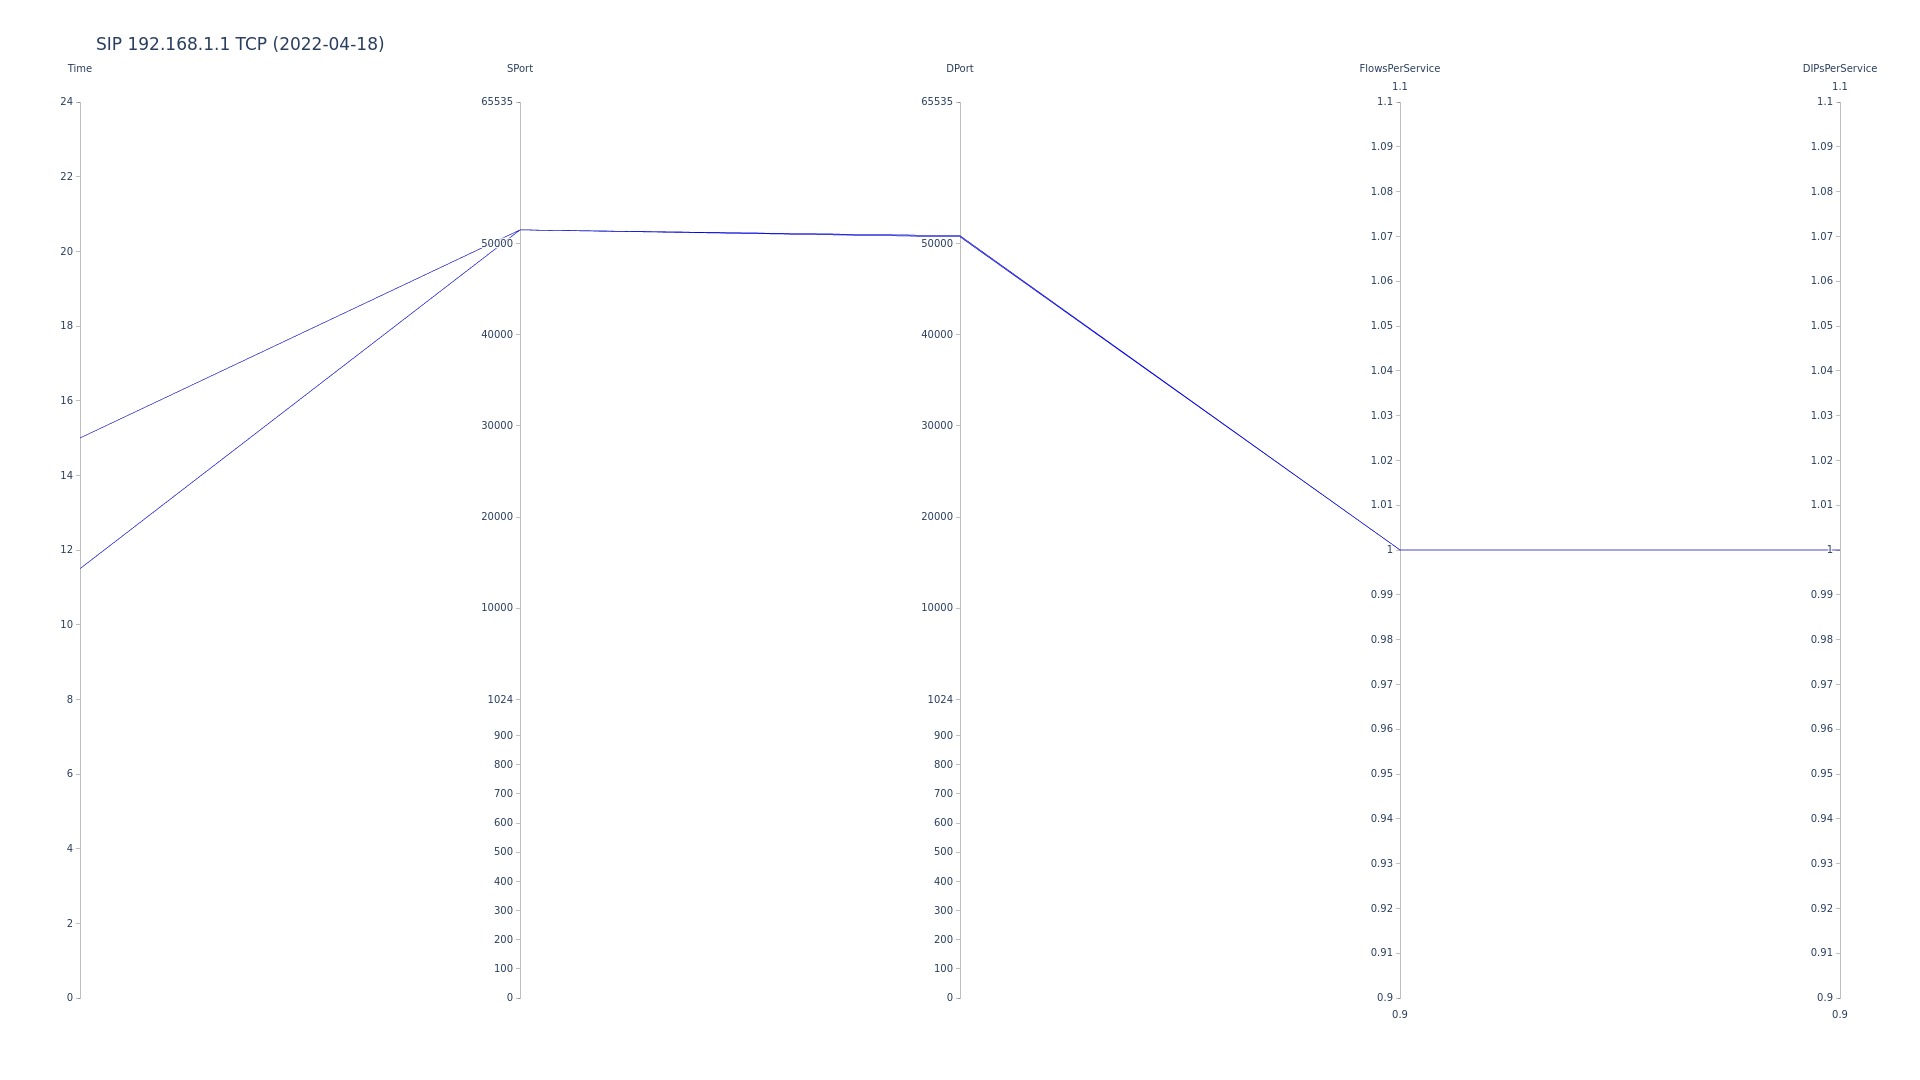 SIP 192.168.1.1 TCP (2022-04-18)
Time SPort DPort FlowsPerService DIPsPerService
1.1 1.1
24 65535 65535 1.1 1.1
1.09 1.09
22 1.08 1.08
20 50000 50000 1.07 1.07
1.06 1.06
18 40000 40000 1.05 1.05
1.04 1.04
16 30000 30000 1.03 1.03
14 1.02 1.02
20000 20000 1.01 1.01
12 1 1
10 10000 10000 0.99 0.99
0.98 0.98
8 1024 1024 0.97 0.97
900 900 0.96 0.96
6 800 800 0.95 0.95
700 700
600 600 0.94 0.94
4 500 500
400 400 0.93 0.93
2 300 300 0.92 0.92
200 200 0.91 0.91
100 100
0 0 0 0.9 0.9
0.9 0.9